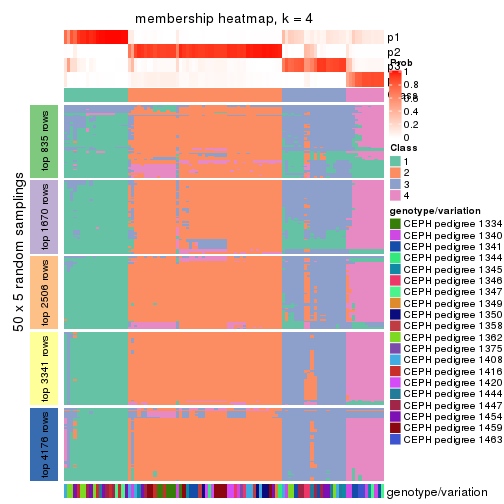 membership heatmap, k = 4
p1
p2
p3
Prob
1
0.8
0.6
0.4
0.2
0
Class
1
2
3
4
genotype/variation
CEPH pedigree 1334
CEPH pedigree 1340
CEPH pedigree 1341
CEPH pedigree 1344
CEPH pedigree 1345
CEPH pedigree 1346
CEPH pedigree 1347
CEPH pedigree 1349
CEPH pedigree 1350
CEPH pedigree 1358
CEPH pedigree 1362
CEPH pedigree 1375
CEPH pedigree 1408
CEPH pedigree 1416
CEPH pedigree 1420
CEPH pedigree 1444
CEPH pedigree 1447
CEPH pedigree 1454
CEPH pedigree 1459
CEPH pedigree 1463
50 x 5 random samplings
top 835 rows
top 1670 rows
top 2506 rows
top 3341 rows
top 4176 rows
genotype/variation